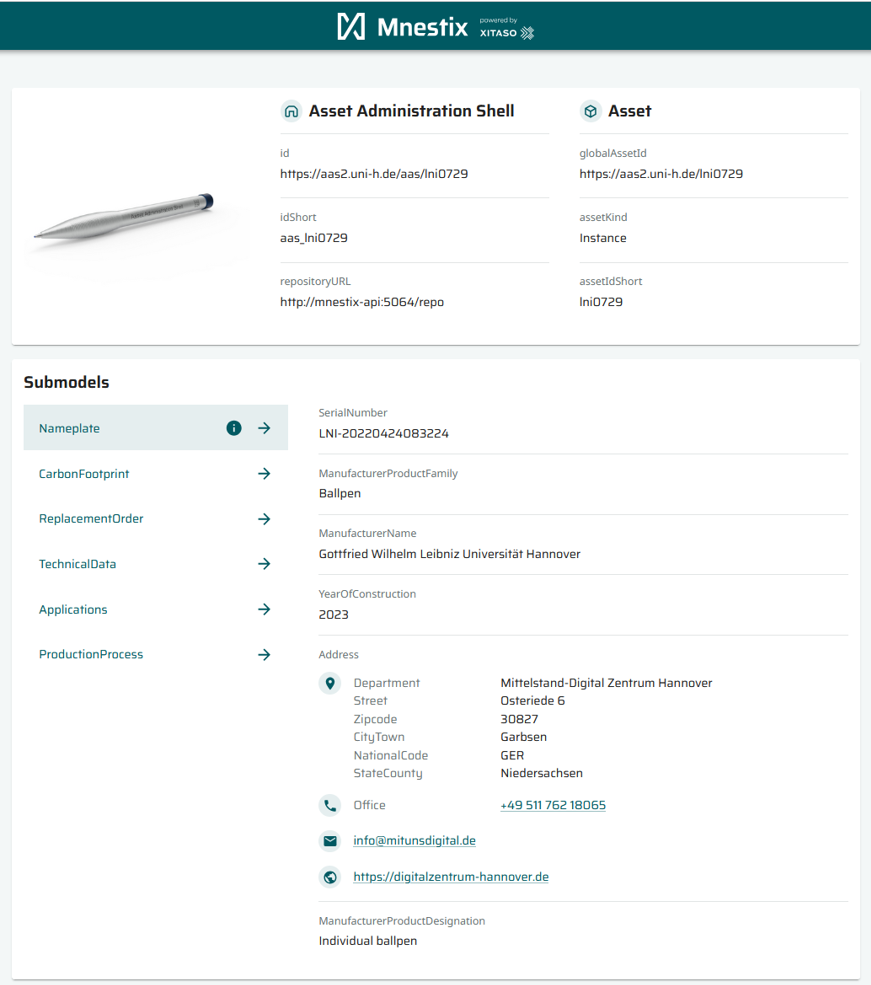 Mnestix
powered by
XITASO
Asset Administration Shell
id
https://aas2.uni-h.de/aas/lni0729
idShort
aas_lni0729
repositoryURL
http://mnestix-api:5064/repo
Asset
globalAssetId
https://aas2.uni-h.de/lni0729
assetKind
Instance
assetIdShort
lni0729
Submodels
Nameplate
CarbonFootprint
ReplacementOrder
TechnicalData
Applications
ProductionProcess
SerialNumber
LNI-20220424083224
ManufacturerProductFamily
Ballpen
ManufacturerName
Gottfried Wilhelm Leibniz Universität Hannover
YearOfConstruction
2023
Address
Department Mittelstand-Digital Zentrum Hannover
Street Osteriede 6
Zipcode 30827
CityTown Garbsen
NationalCode GER
StateCounty Niedersachsen
Office +49 511 762 18065
info@mitunsdigital.de
https://digitalzentrum-hannover.de
ManufacturerProductDesignation
Individual ballpen